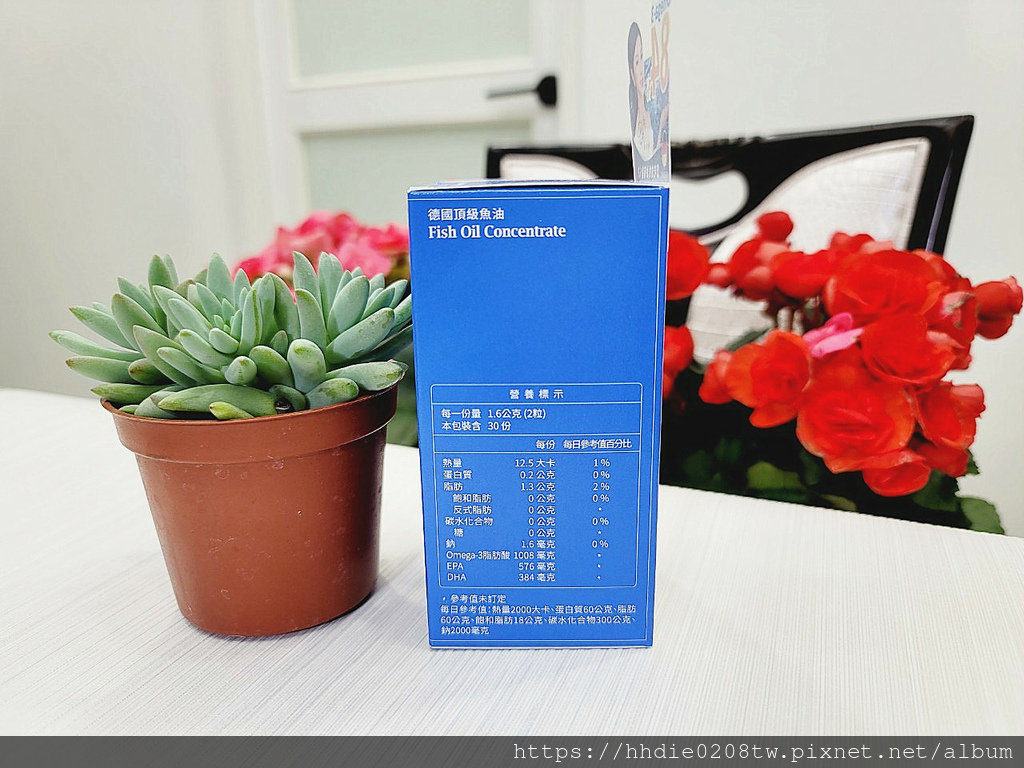 A8
德國頂級魚油
Fish Oil Concentrate
營養標示
每一份量 1.6公克 (2粒)
本包裝含 30 份
每份 每日參考值百分比
熱量 12.5 大卡 1 %
蛋白質 0.2 公克 0 %
脂肪 1.3 公克 2 %
飽和脂肪 0 公克 0 %
反式脂肪 0 公克 *
碳水化合物 0 公克 0 %
糖 0 公克 *
鈉 1.6 毫克 0 %
Omega-3脂肪酸 1008 毫克 *
EPA 576 毫克 *
DHA 384 毫克 *
* 參考值未訂定
每日參考值:熱量2000大卡、蛋白質60公克、脂肪
60公克、飽和脂肪18公克、碳水化合物300公克、
鈉2000毫克
https://hhdie0208tw.pixnet.net/album